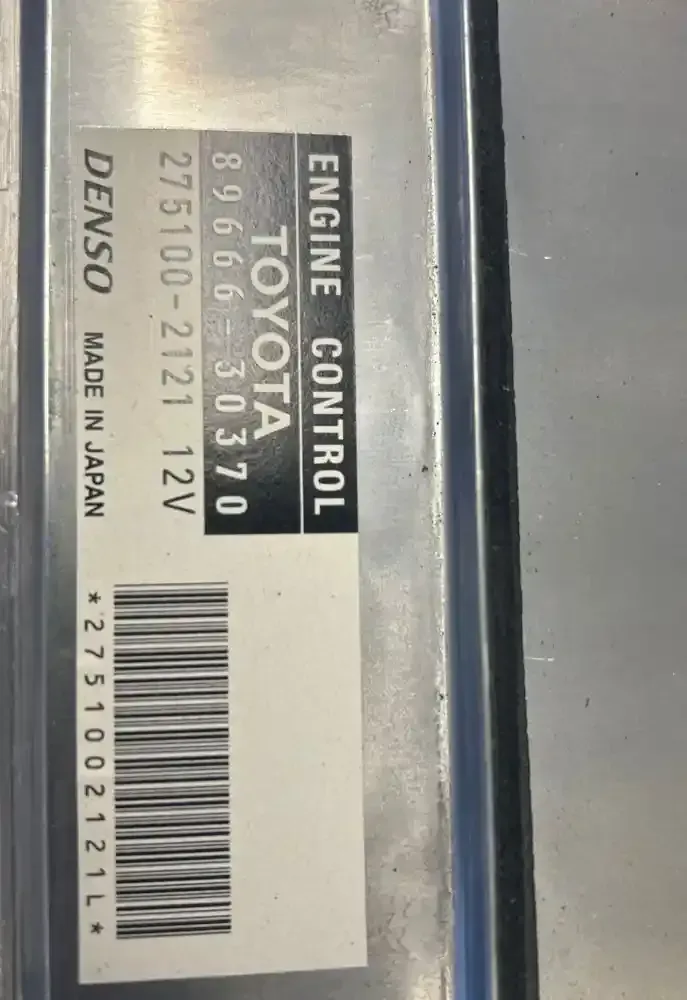 ENGINE CONTROL
TOYOTA
89666-30370
275100-2121 12V
DENSO MADE IN JAPAN
*2751002121L*